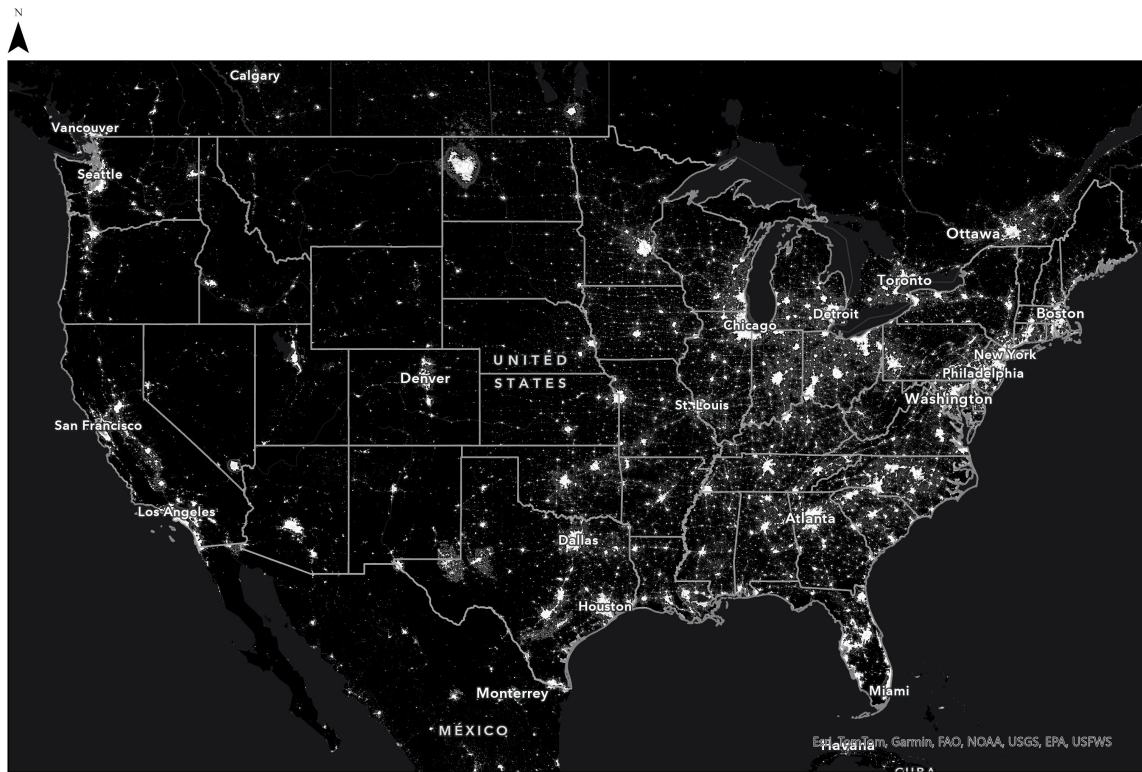 N
Calgary
Vancouver
Seattle
Ottawa
Toronto
Boston
Detroit
Chicago
New York
UNITED
STATES
Philadelphia
Denver
Washington
St. Louis
San Francisco
Los Angeles
Atlanta
Dallas
Houston
Monterrey
Miami
MÉXICO
Esri, TomTom, Garmin, FAO, NOAA, USGS, EPA, USFWS
Havana
CUBA